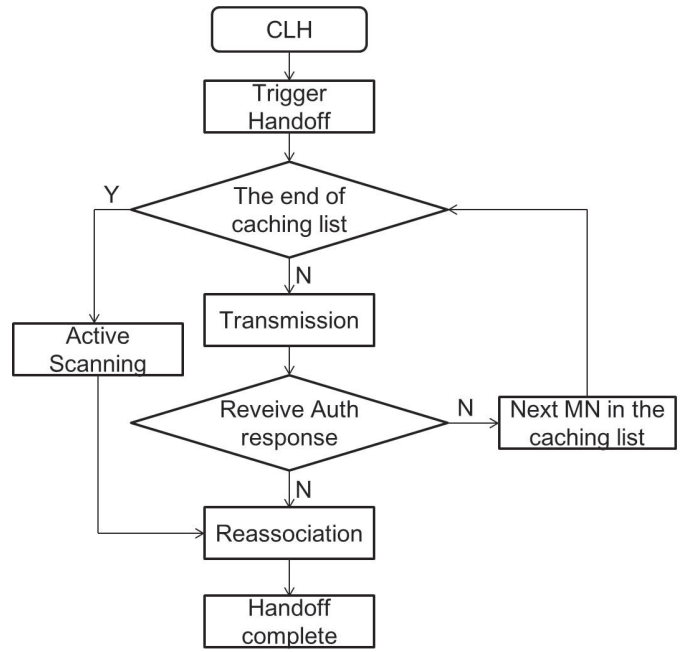 CLH
Trigger
Handoff
The end of
caching list
Y
N
Transmission
Active
Scanning
Reveive Auth
response
N
Next MN in the
caching list
N
Reassociation
Handoff
complete